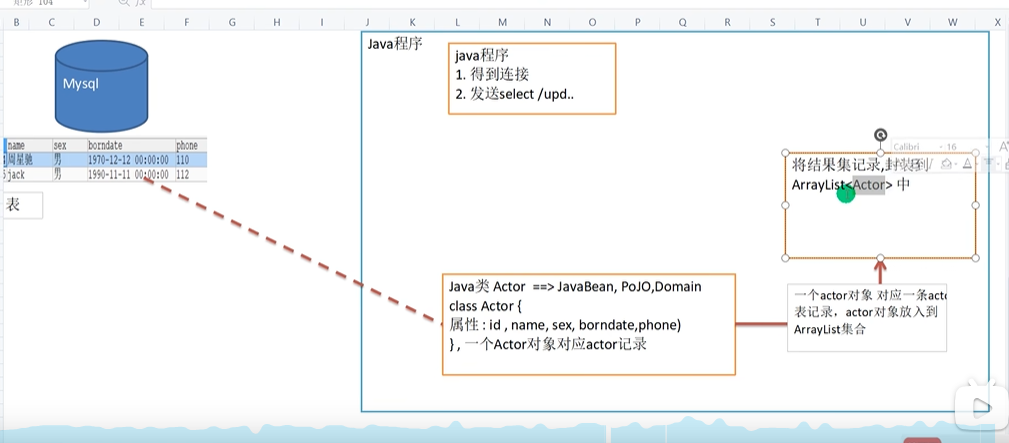 矩形 104
fx
B C D E F G H I J K L M N O P Q R S T U V W X
Mysql
name sex borndate phone
周星驰 男 1970-12-12 00:00:00 110
jack 男 1990-11-11 00:00:00 112
表
Java程序
java程序
1. 得到连接
2. 发送select /upd..
Calibri 16
将结果集记录,封装到
ArrayList<Actor> 中
Java类 Actor ==> JavaBean, PoJO,Domain
class Actor {
属性 : id , name, sex, borndate,phone)
} , 一个Actor对象对应actor记录
一个actor对象 对应一条acto
表记录，actor对象放入到
ArrayList集合